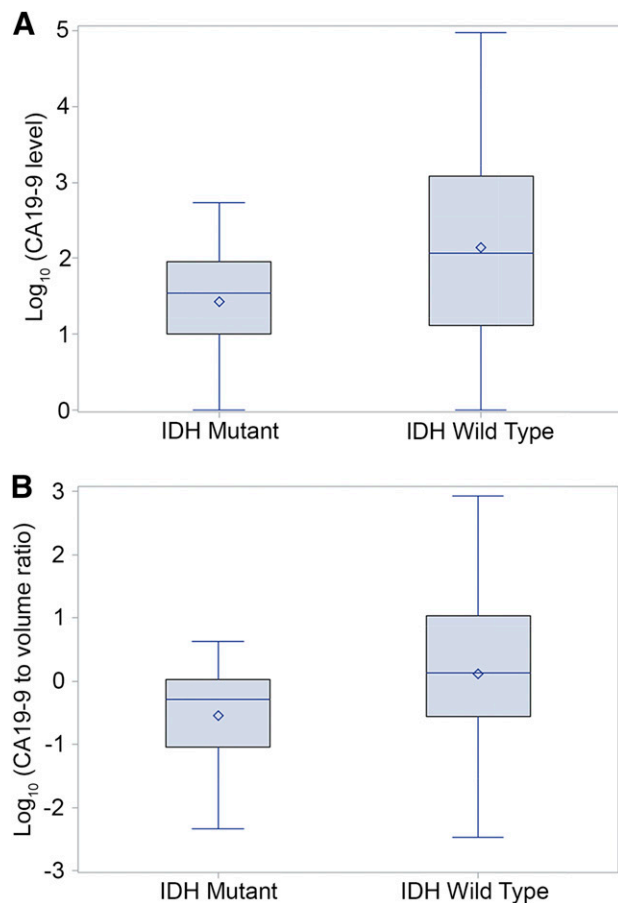 A
Log₁₀ (CA19-9 level)
5
4
3
2
1
0
IDH Mutant IDH Wild Type
B
Log₁₀ (CA19-9 to volume ratio)
3
2
1
0
-1
-2
-3
IDH Mutant IDH Wild Type